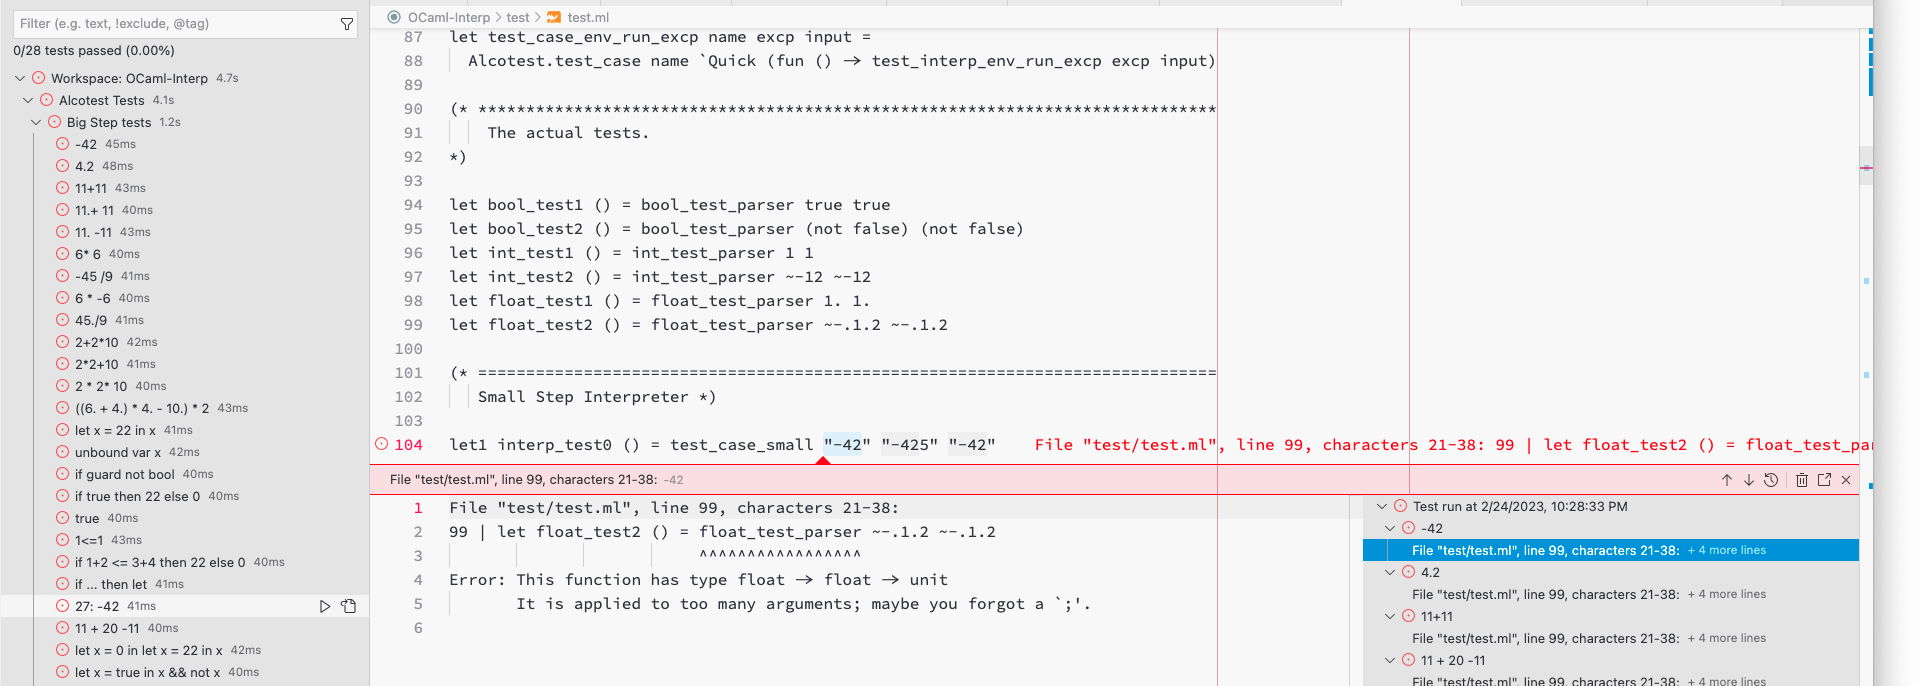 Filter (e.g. text, !exclude, @tag)
0/28 tests passed (0.00%)
Workspace: OCaml-Interp 4.7s
Alcotest Tests 4.1s
Big Step tests 1.2s
-42 45ms
4.2 48ms
11+11 43ms
11.+ 11 40ms
11. -11 43ms
6* 6 40ms
-45 /9 41ms
6 * -6 40ms
45./9 41ms
2+2*10 42ms
2*2+10 41ms
2 * 2* 10 40ms
((6. + 4.) * 4. - 10.) * 2 43ms
let x = 22 in x 41ms
unbound var x 42ms
if guard not bool 40ms
if true then 22 else 0 40ms
true 40ms
1<=1 43ms
if 1+2 <= 3+4 then 22 else 0 40ms
if ... then let 41ms
27: -42 41ms
11 + 20 -11 40ms
let x = 0 in let x = 22 in x 42ms
let x = true in x && not x 40ms
OCaml-Interp > test > test.ml
87 let test_case_env_run_excp name excp input =
88 Alcotest.test_case name `Quick (fun () -> test_interp_env_run_excp excp input)
89
90 (* *****************************************************************************
91 The actual tests.
92 *)
93
94 let bool_test1 () = bool_test_parser true true
95 let bool_test2 () = bool_test_parser (not false) (not false)
96 let int_test1 () = int_test_parser 1 1
97 let int_test2 () = int_test_parser ~-12 ~-12
98 let float_test1 () = float_test_parser 1. 1.
99 let float_test2 () = float_test_parser ~-.1.2 ~-.1.2
100
101 (* =============================================================================
102 Small Step Interpreter *)
103
104 let1 interp_test0 () = test_case_small "-42" "-425" "-42" File "test/test.ml", line 99, characters 21-38: 99 | let float_test2 () = float_test_pa
File "test/test.ml", line 99, characters 21-38: -42
1 File "test/test.ml", line 99, characters 21-38:
2 99 | let float_test2 () = float_test_parser ~-.1.2 ~-.1.2
3 ^^^^^^^^^^^^^^^^^
4 Error: This function has type float -> float -> unit
5 It is applied to too many arguments; maybe you forgot a `;'.
6
Test run at 2/24/2023, 10:28:33 PM
-42
File "test/test.ml", line 99, characters 21-38: + 4 more lines
4.2
File "test/test.ml", line 99, characters 21-38: + 4 more lines
11+11
File "test/test.ml", line 99, characters 21-38: + 4 more lines
11 + 20 -11
File "test/test.ml", line 99, characters 21-38: + 4 more lines